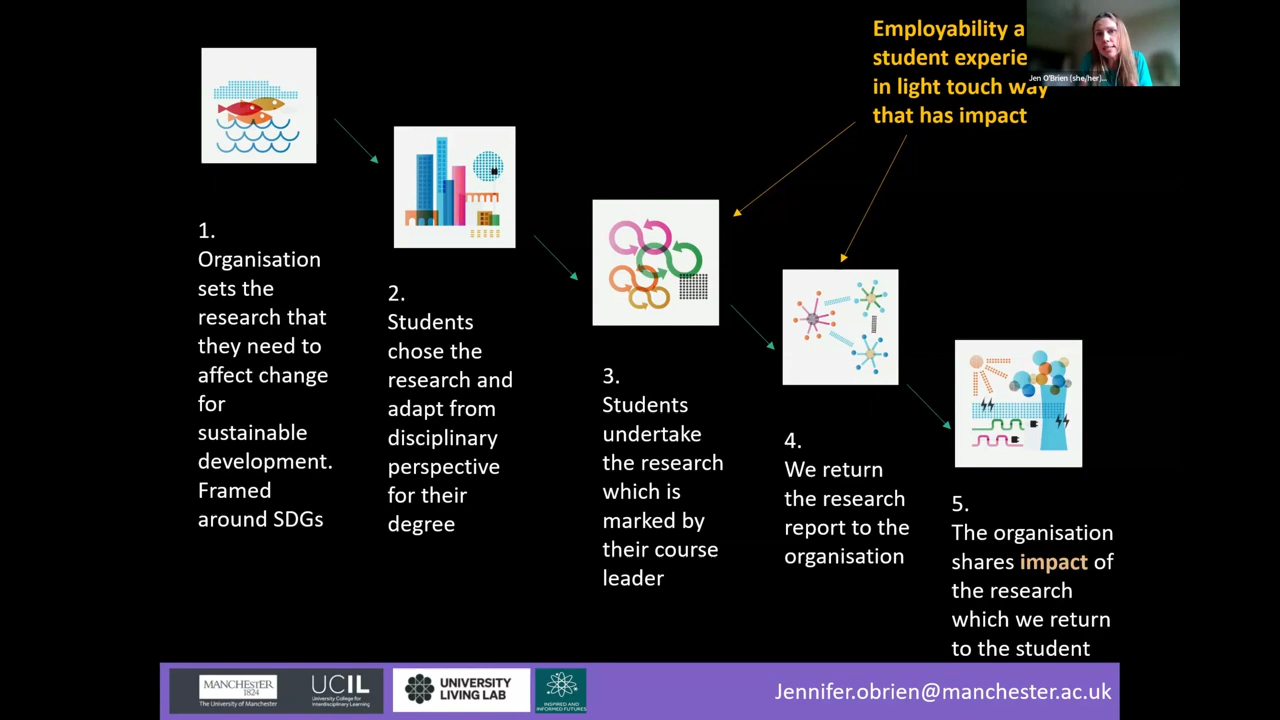 Employability a
student experie
in light touch way
that has impact
Jen O'Brien (she/her)...
1.
Organisation
sets the
research that
they need to
affect change
for
sustainable
development.
Framed
around SDGs
2.
Students
chose the
research and
adapt from
disciplinary
perspective
for their
degree
3.
Students
undertake
the research
which is
marked by
their course
leader
4.
We return
the research
report to the
organisation
5.
The organisation
shares impact of
the research
which we return
to the student
MANCHESTER
1824
The University of Manchester
UCIL
University College for
Interdisciplinary Learning
UNIVERSITY
LIVING LAB
INSPIRED AND
INFORMED FUTURES
Jennifer.obrien@manchester.ac.uk